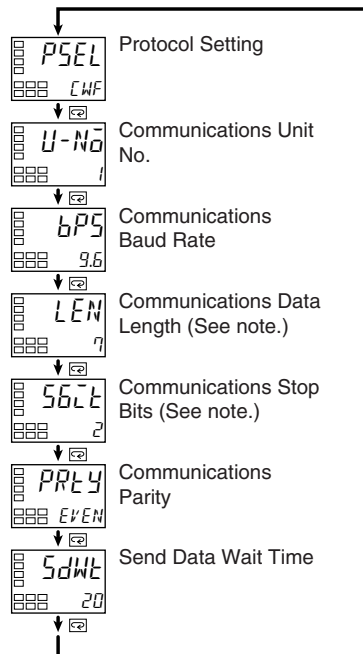 PSEL
CWF
Protocol Setting
U-No
1
Communications Unit
No.
bPS
9.6
Communications
Baud Rate
LEN
7
Communications Data
Length (See note.)
Sbit
2
Communications Stop
Bits (See note.)
PRtY
EVEN
Communications
Parity
SdWt
20
Send Data Wait Time